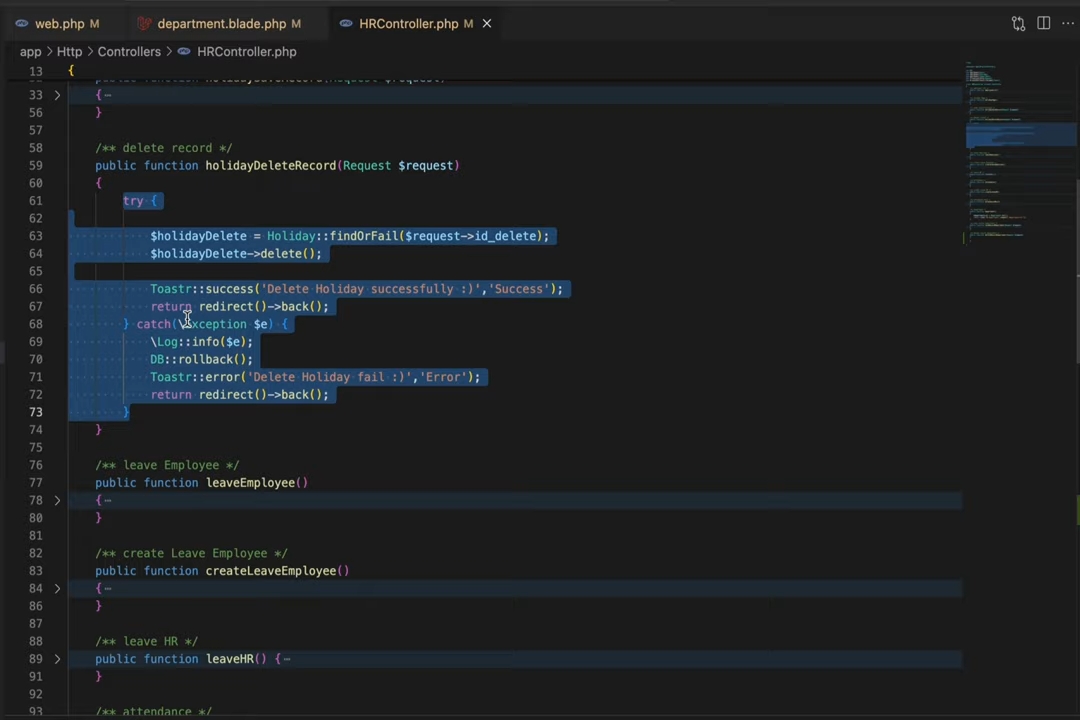 web.php M department.blade.php M HRController.php M
app > Http > Controllers > HRController.php
13 {
public function holidaySaveRecord(Request $request)
33 {
56 }
57
58 /** delete record */
59 public function holidayDeleteRecord(Request $request)
60 {
61 try {
62
63 $holidayDelete = Holiday::findOrFail($request->id_delete);
64 $holidayDelete->delete();
65
66 Toastr::success('Delete Holiday successfully :)','Success');
67 return redirect()->back();
68 } catch(\Exception $e) {
69 \Log::info($e);
70 DB::rollback();
71 Toastr::error('Delete Holiday fail :)','Error');
72 return redirect()->back();
73 }
74 }
75
76 /** leave Employee */
77 public function leaveEmployee()
78 {
80 }
81
82 /** create Leave Employee */
83 public function createLeaveEmployee()
84 {
86 }
87
88 /** leave HR */
89 public function leaveHR() {
91 }
92
93 /** attendance */